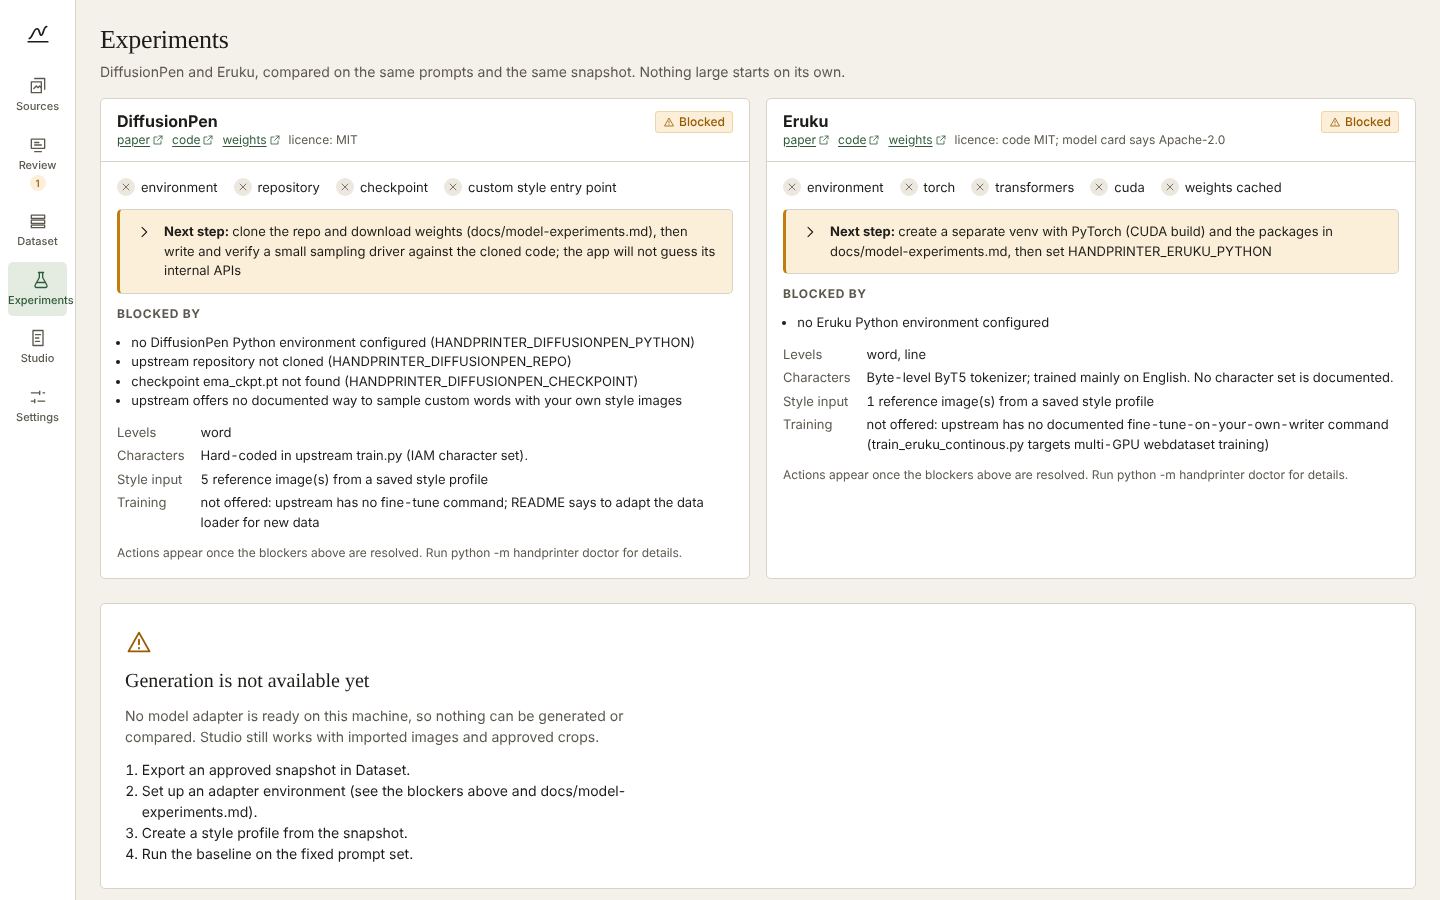 Experiments
DiffusionPen and Eruku, compared on the same prompts and the same snapshot. Nothing large starts on its own.
Sources
Review
1
Dataset
Experiments
Studio
Settings
DiffusionPen
Blocked
paper code weights licence: MIT
environment repository checkpoint custom style entry point
Next step: clone the repo and download weights (docs/model-experiments.md), then
write and verify a small sampling driver against the cloned code; the app will not guess its
internal APIs
BLOCKED BY
• no DiffusionPen Python environment configured (HANDPRINTER_DIFFUSIONPEN_PYTHON)
• upstream repository not cloned (HANDPRINTER_DIFFUSIONPEN_REPO)
• checkpoint ema_ckpt.pt not found (HANDPRINTER_DIFFUSIONPEN_CHECKPOINT)
• upstream offers no documented way to sample custom words with your own style images
Levels word
Characters Hard-coded in upstream train.py (IAM character set).
Style input 5 reference image(s) from a saved style profile
Training not offered: upstream has no fine-tune command; README says to adapt the data
loader for new data
Actions appear once the blockers above are resolved. Run python -m handprinter doctor for details.
Eruku
Blocked
paper code weights licence: code MIT; model card says Apache-2.0
environment torch transformers cuda weights cached
Next step: create a separate venv with PyTorch (CUDA build) and the packages in
docs/model-experiments.md, then set HANDPRINTER_ERUKU_PYTHON
BLOCKED BY
• no Eruku Python environment configured
Levels word, line
Characters Byte-level ByT5 tokenizer; trained mainly on English. No character set is documented.
Style input 1 reference image(s) from a saved style profile
Training not offered: upstream has no documented fine-tune-on-your-own-writer command
(train_eruku_continous.py targets multi-GPU webdataset training)
Actions appear once the blockers above are resolved. Run python -m handprinter doctor for details.
Generation is not available yet
No model adapter is ready on this machine, so nothing can be generated or
compared. Studio still works with imported images and approved crops.
1. Export an approved snapshot in Dataset.
2. Set up an adapter environment (see the blockers above and docs/model-
experiments.md).
3. Create a style profile from the snapshot.
4. Run the baseline on the fixed prompt set.